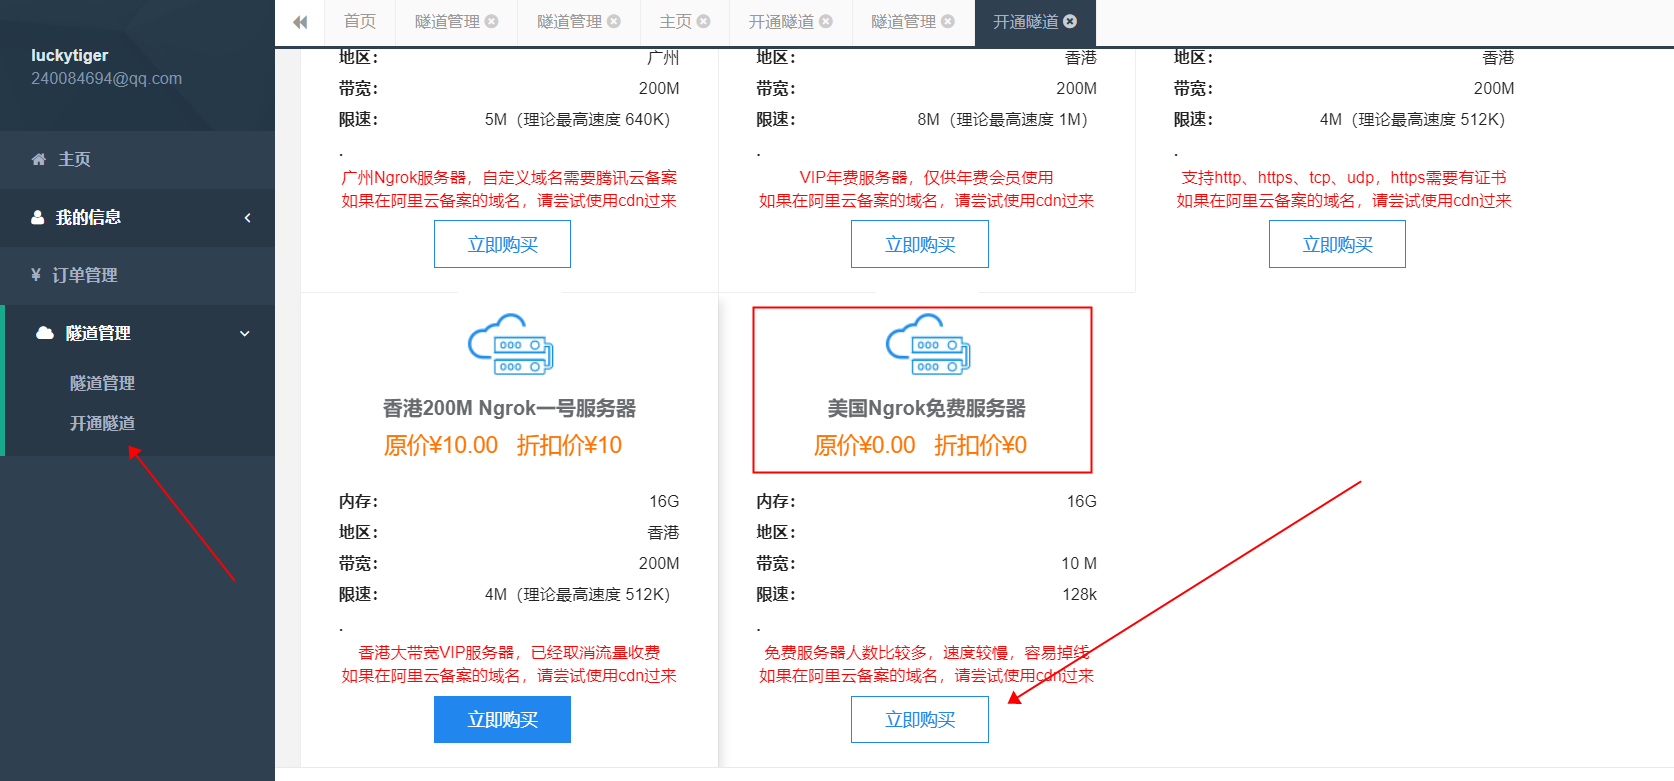 luckytiger
240084694@qq.com
主页
我的信息
¥ 订单管理
隧道管理
隧道管理
开通隧道
首页 隧道管理 隧道管理 主页 开通隧道 隧道管理 开通隧道
地区： 广州
带宽： 200M
限速： 5M（理论最高速度 640K）
.
广州Ngrok服务器，自定义域名需要腾讯云备案
如果在阿里云备案的域名，请尝试使用cdn过来
立即购买
地区： 香港
带宽： 200M
限速： 8M（理论最高速度 1M）
.
VIP年费服务器，仅供年费会员使用
如果在阿里云备案的域名，请尝试使用cdn过来
立即购买
地区： 香港
带宽： 200M
限速： 4M（理论最高速度 512K）
.
支持http、https、tcp、udp，https需要有证书
如果在阿里云备案的域名，请尝试使用cdn过来
立即购买
香港200M Ngrok一号服务器
原价¥10.00 折扣价¥10
内存： 16G
地区： 香港
带宽： 200M
限速： 4M（理论最高速度 512K）
.
香港大带宽VIP服务器，已经取消流量收费
如果在阿里云备案的域名，请尝试使用cdn过来
立即购买
美国Ngrok免费服务器
原价¥0.00 折扣价¥0
内存： 16G
地区：
带宽： 10 M
限速： 128k
.
免费服务器人数比较多，速度较慢，容易掉线
如果在阿里云备案的域名，请尝试使用cdn过来
立即购买